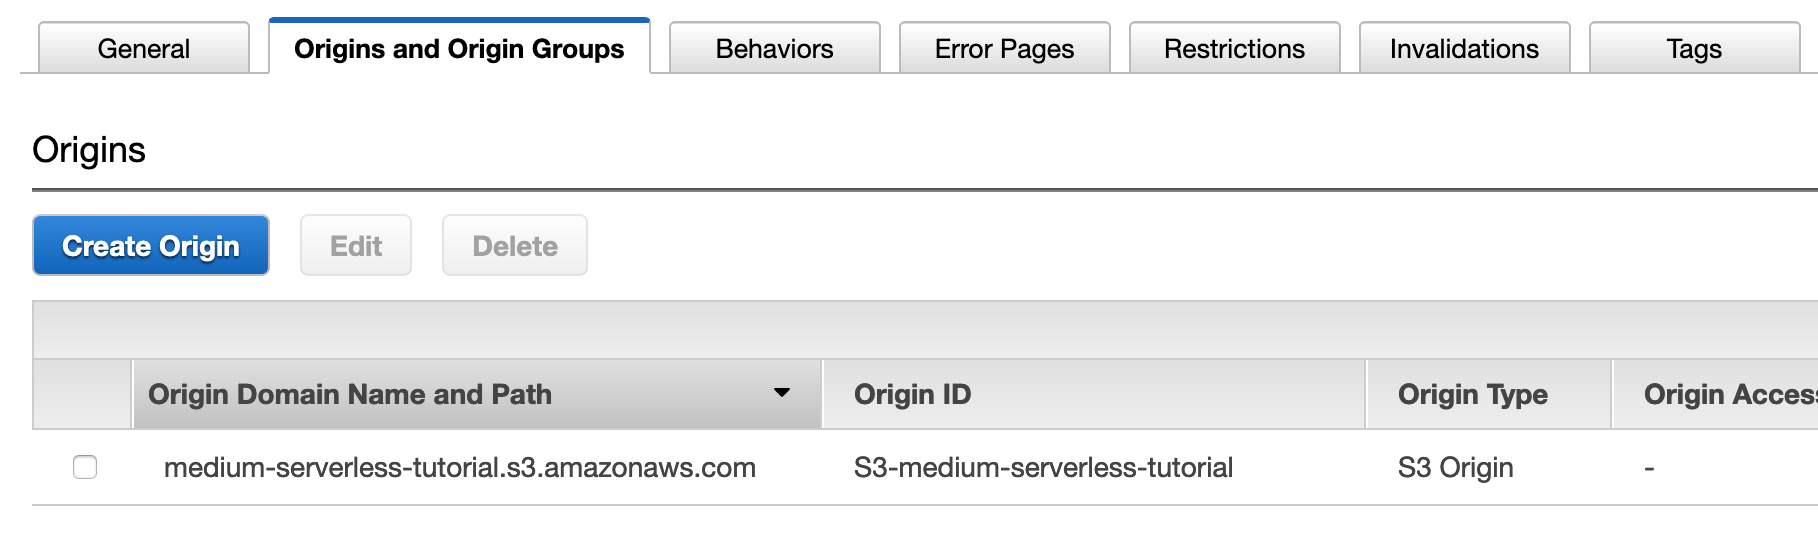 General Origins and Origin Groups Behaviors Error Pages Restrictions Invalidations Tags
Origins
Create Origin Edit Delete
Origin Domain Name and Path Origin ID Origin Type Origin Acces
medium-serverless-tutorial.s3.amazonaws.com S3-medium-serverless-tutorial S3 Origin -